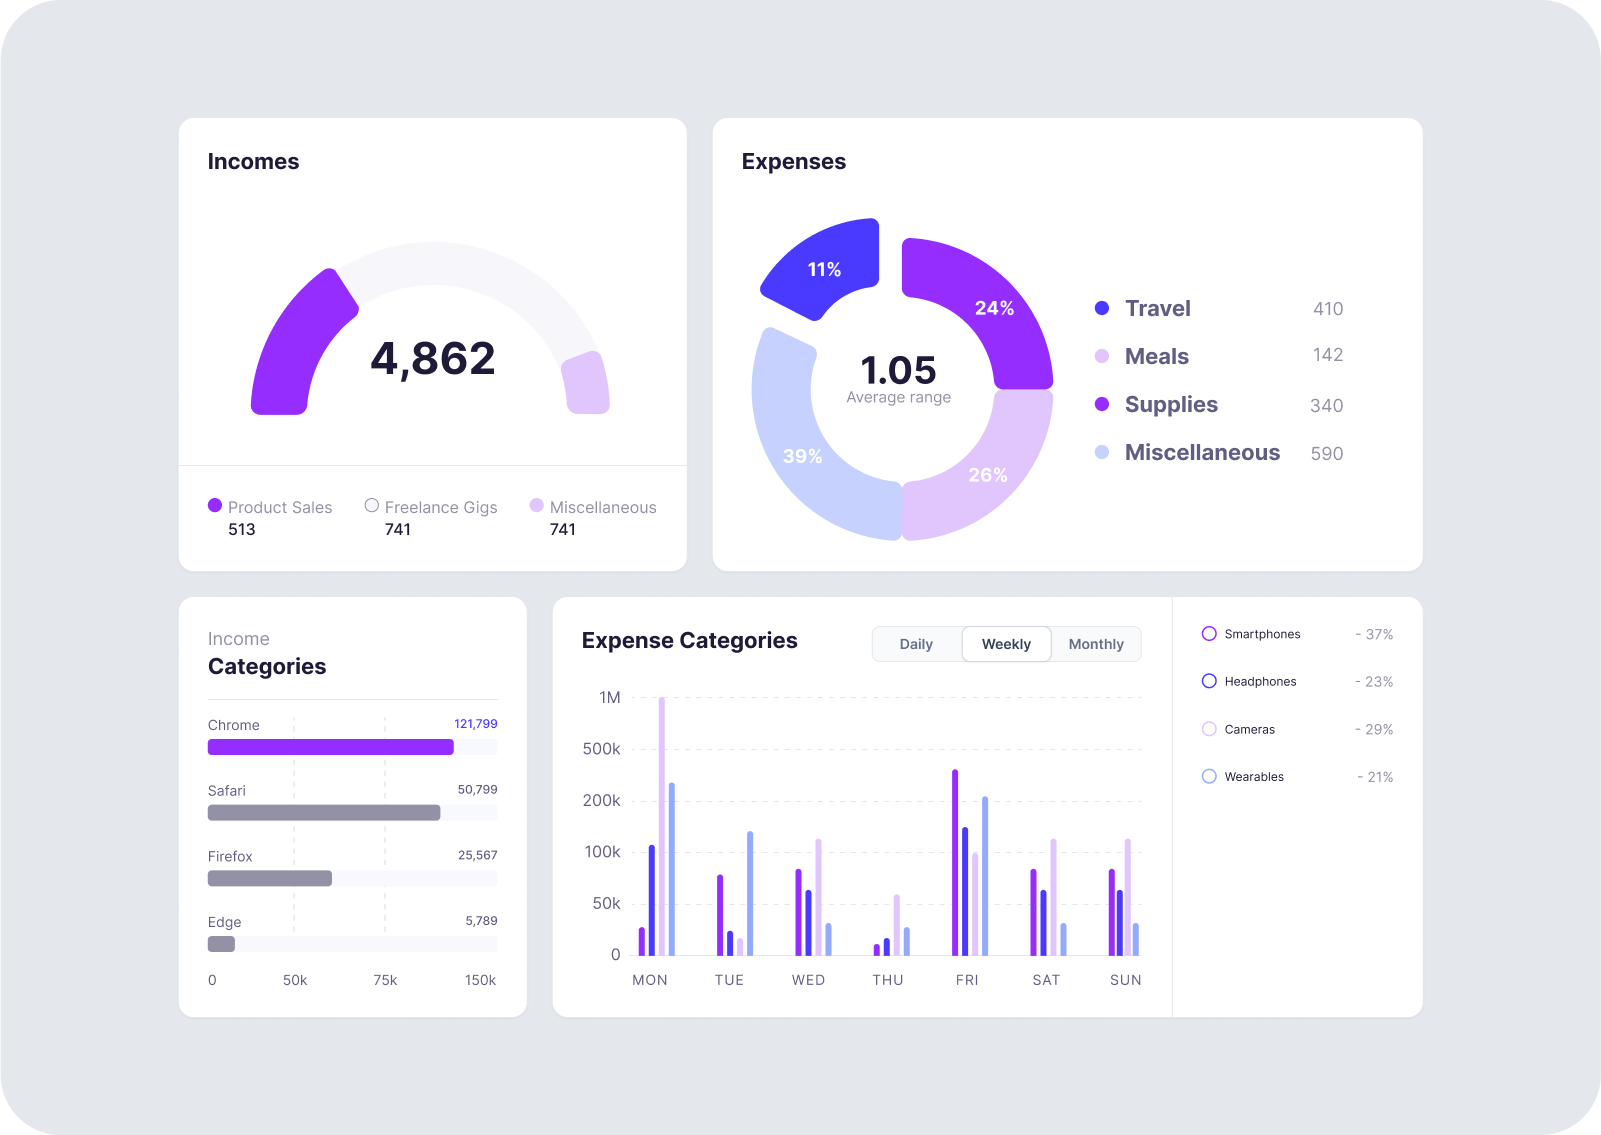 Incomes
4,862
Product Sales
513
Freelance Gigs
741
Miscellaneous
741
Expenses
11%
24%
39%
26%
1.05
Average range
Travel 410
Meals 142
Supplies 340
Miscellaneous 590
Income
Categories
Chrome 121,799
Safari 50,799
Firefox 25,567
Edge 5,789
0 50k 75k 150k
Expense Categories
Daily Weekly Monthly
1M
500k
200k
100k
50k
0
MON TUE WED THU FRI SAT SUN
Smartphones - 37%
Headphones - 23%
Cameras - 29%
Wearables - 21%